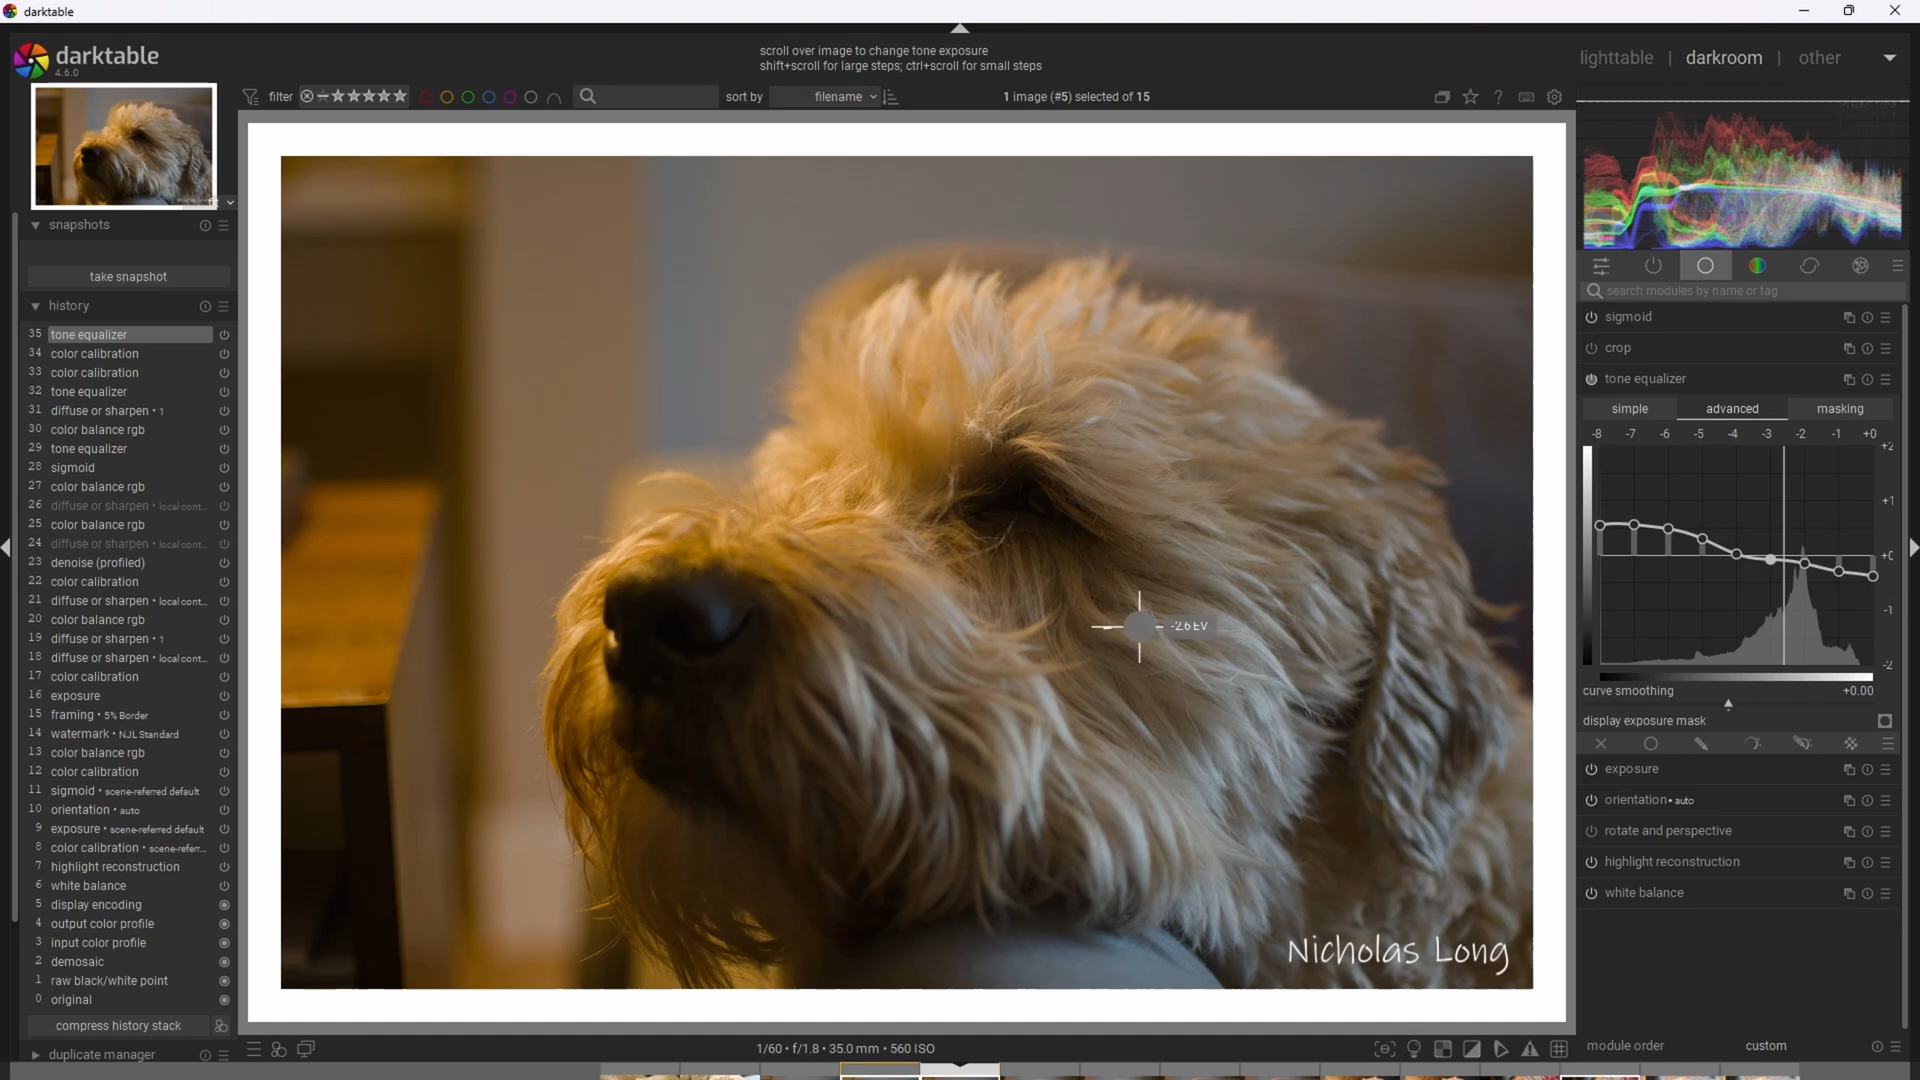 darktable
darktable
4.6.0
scroll over image to change tone exposure
shift+scroll for large steps; ctrl+scroll for small steps
lighttable | darkroom | other
filter
sort by filename
1 image (#5) selected of 15
snapshots
take snapshot
history
35 tone equalizer
34 color calibration
33 color calibration
32 tone equalizer
31 diffuse or sharpen • 1
30 color balance rgb
29 tone equalizer
28 sigmoid
27 color balance rgb
26 diffuse or sharpen • local cont...
25 color balance rgb
24 diffuse or sharpen • local cont...
23 denoise (profiled)
22 color calibration
21 diffuse or sharpen • local cont...
20 color balance rgb
19 diffuse or sharpen • 1
18 diffuse or sharpen • local cont...
17 color calibration
16 exposure
15 framing • 5% Border
14 watermark • NJL Standard
13 color balance rgb
12 color calibration
11 sigmoid • scene-referred default
10 orientation • auto
9 exposure • scene-referred default
8 color calibration • scene-referr...
7 highlight reconstruction
6 white balance
5 display encoding
4 output color profile
3 input color profile
2 demosaic
1 raw black/white point
0 original
compress history stack
duplicate manager
-2.6 EV
Nicholas Long
1/60 • f/1.8 • 35.0 mm • 560 ISO
search modules by name or tag
sigmoid
crop
tone equalizer
simple advanced masking
-8 -7 -6 -5 -4 -3 -2 -1 +0
+2
+1
+0
-1
-2
curve smoothing +0.00
display exposure mask
exposure
orientation • auto
rotate and perspective
highlight reconstruction
white balance
module order custom